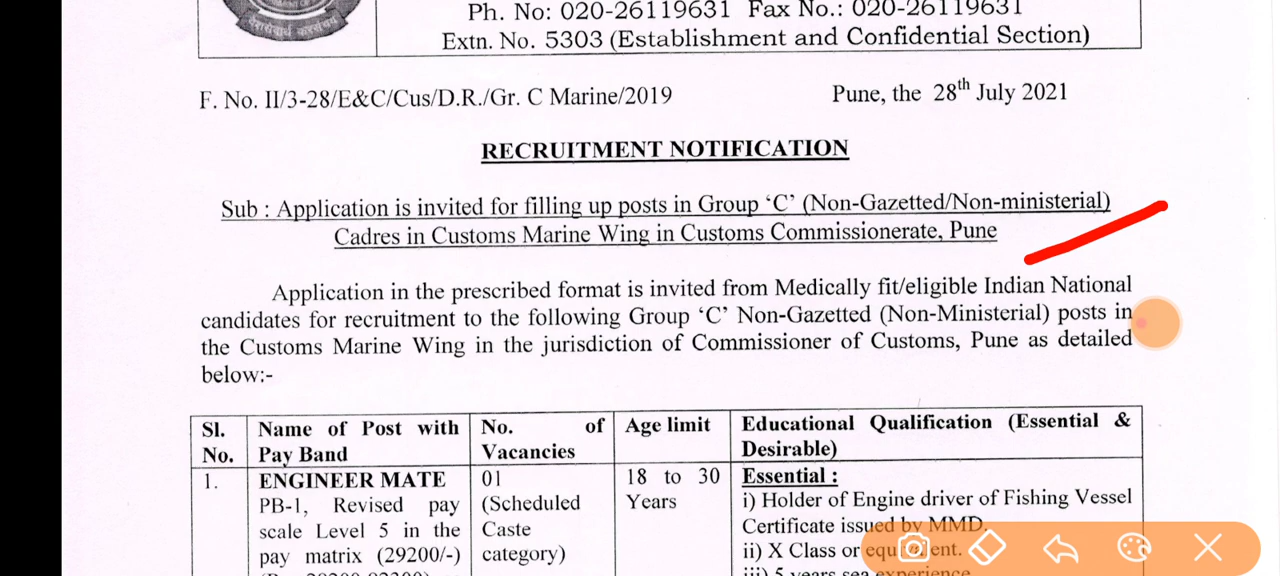 Ph. No: 020-26119631 Fax No.: 020-26119631
Extn. No. 5303 (Establishment and Confidential Section)
F. No. II/3-28/E&C/Cus/D.R./Gr. C Marine/2019
Pune, the 28th July 2021
RECRUITMENT NOTIFICATION
Sub : Application is invited for filling up posts in Group ‘C’ (Non-Gazetted/Non-ministerial)
Cadres in Customs Marine Wing in Customs Commissionerate, Pune
Application in the prescribed format is invited from Medically fit/eligible Indian National
candidates for recruitment to the following Group ‘C’ Non-Gazetted (Non-Ministerial) posts in
the Customs Marine Wing in the jurisdiction of Commissioner of Customs, Pune as detailed
below:-
Sl. No.
Name of Post with Pay Band
No. of Vacancies
Age limit
Educational Qualification (Essential & Desirable)
1.
ENGINEER MATE
PB-1, Revised pay
scale Level 5 in the
pay matrix (29200/-)
01
(Scheduled
Caste
category)
18 to 30
Years
Essential :
i) Holder of Engine driver of Fishing Vessel
Certificate issued by MMD.
ii) X Class or equivalent.
iii) 5 years sea experience